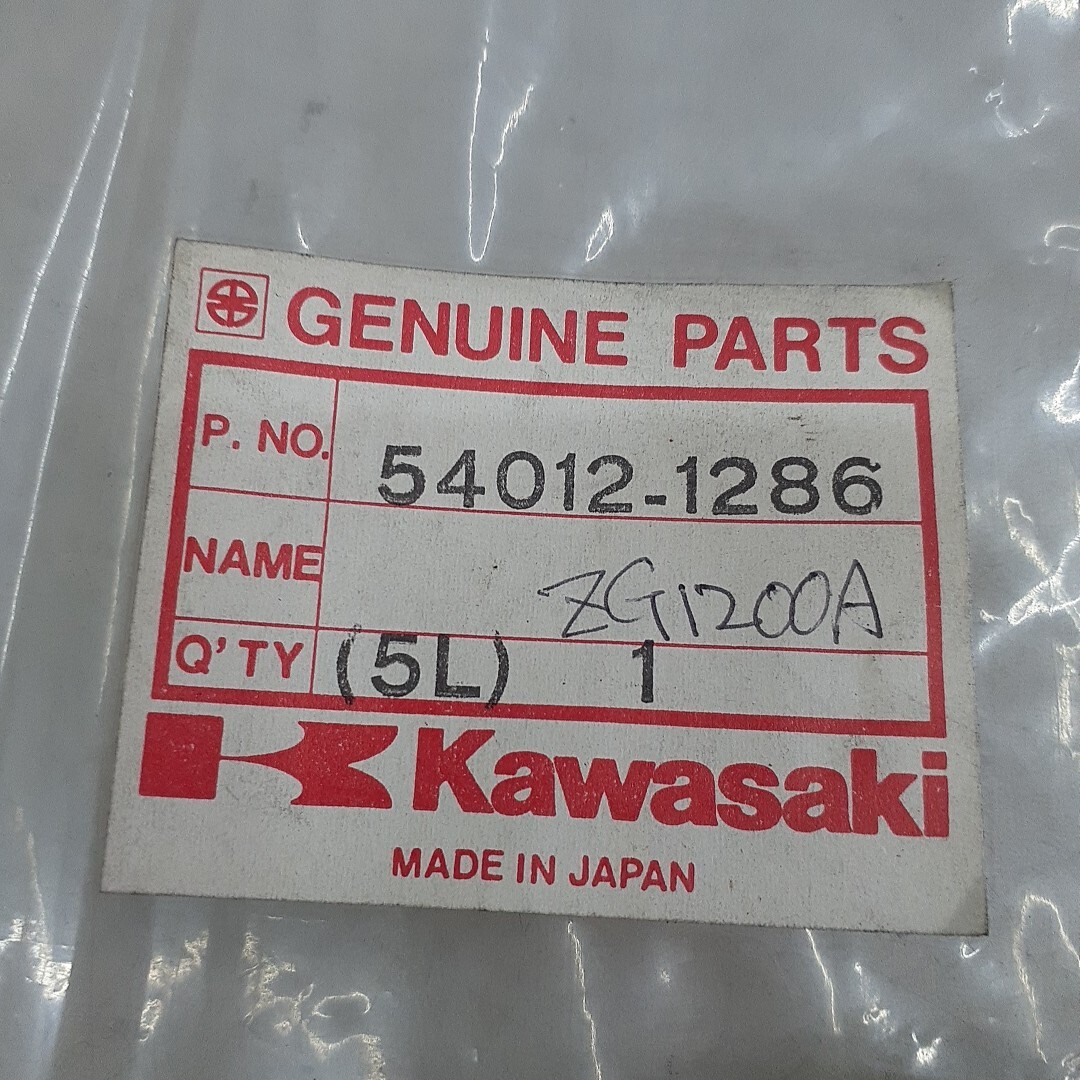 GENUINE PARTS
P. NO. 54012-1286
NAME ZG1200A
Q'TY (5L) 1
Kawasaki
MADE IN JAPAN